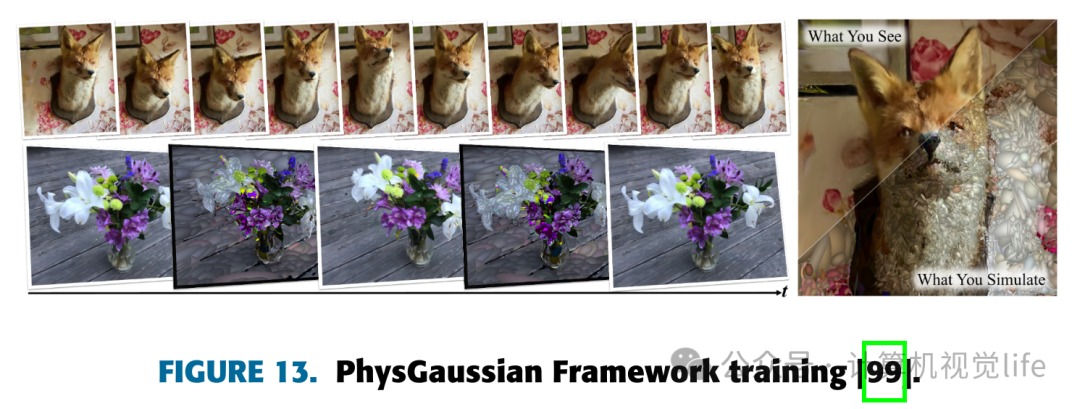 What You See
What You Simulate
t
FIGURE 13. PhysGaussian Framework training [99].
公众号 · 计算机视觉life